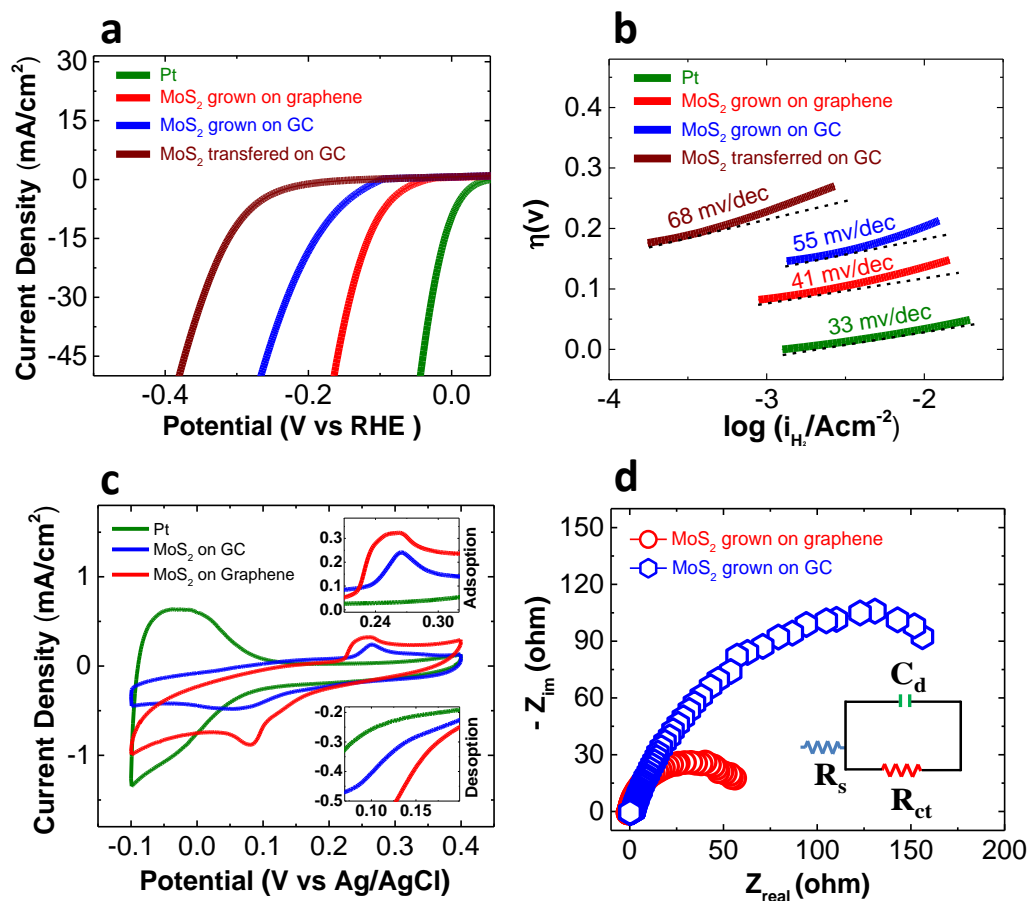 a
30
15
0
-15
-30
-45
Current Density (mA/cm²)
Pt
MoS₂ grown on graphene
MoS₂ grown on GC
MoS₂ transfered on GC
-0.4
-0.2
0.0
Potential (V vs RHE )
b
0.4
0.3
0.2
0.1
0.0
η(v)
Pt
MoS₂ grown on graphene
MoS₂ grown on GC
MoS₂ transferred on GC
68 mv/dec
55 mv/dec
41 mv/dec
33 mv/dec
-4
-3
-2
log (i_H₂/Acm⁻²)
c
1
0
-1
Current Density (mA/cm²)
Pt
MoS₂ on GC
MoS₂ on Graphene
0.3
0.2
0.1
0.0
0.24
0.30
Adsoption
-0.2
-0.3
-0.4
-0.5
0.10
0.15
Desoption
-0.1
0.0
0.1
0.2
0.3
0.4
Potential (V vs Ag/AgCl)
d
150
120
90
60
30
0
- Z_im (ohm)
MoS₂ grown on graphene
MoS₂ grown on GC
C_d
R_s
R_ct
0
50
100
150
200
Z_real (ohm)